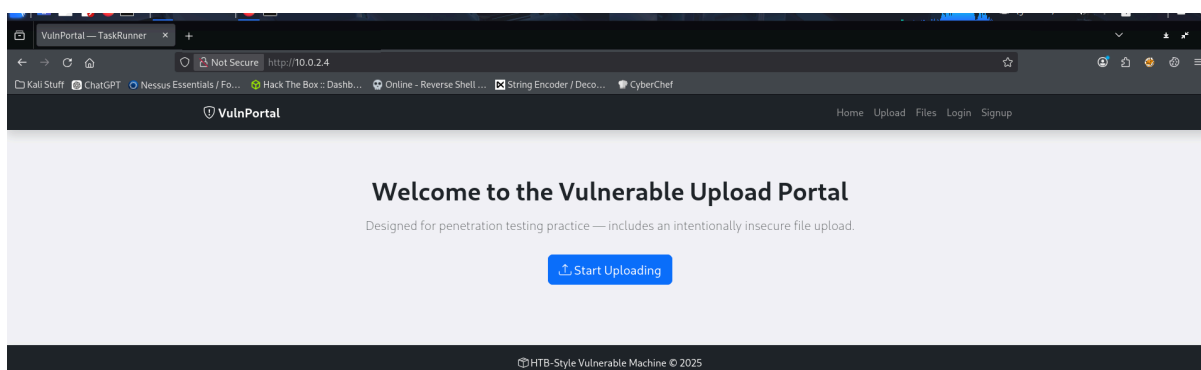 VulnPortal — TaskRunner
Not Secure http://10.0.2.4
Kali Stuff ChatGPT Nessus Essentials / Fo... Hack The Box :: Dashb... Online - Reverse Shell ... String Encoder / Deco... CyberChef
VulnPortal Home Upload Files Login Signup
Welcome to the Vulnerable Upload Portal
Designed for penetration testing practice — includes an intentionally insecure file upload.
Start Uploading
HTB-Style Vulnerable Machine © 2025